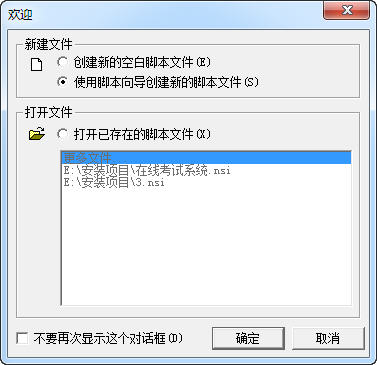 欢迎
新建文件
创建新的空白脚本文件(E)
使用脚本向导创建新的脚本文件(S)
打开文件
打开已存在的脚本文件(X)
更多文件...
E:\安装项目\在线考试系统.nsi
E:\安装项目\3.nsi
不要再次显示这个对话框(D)
确定
取消